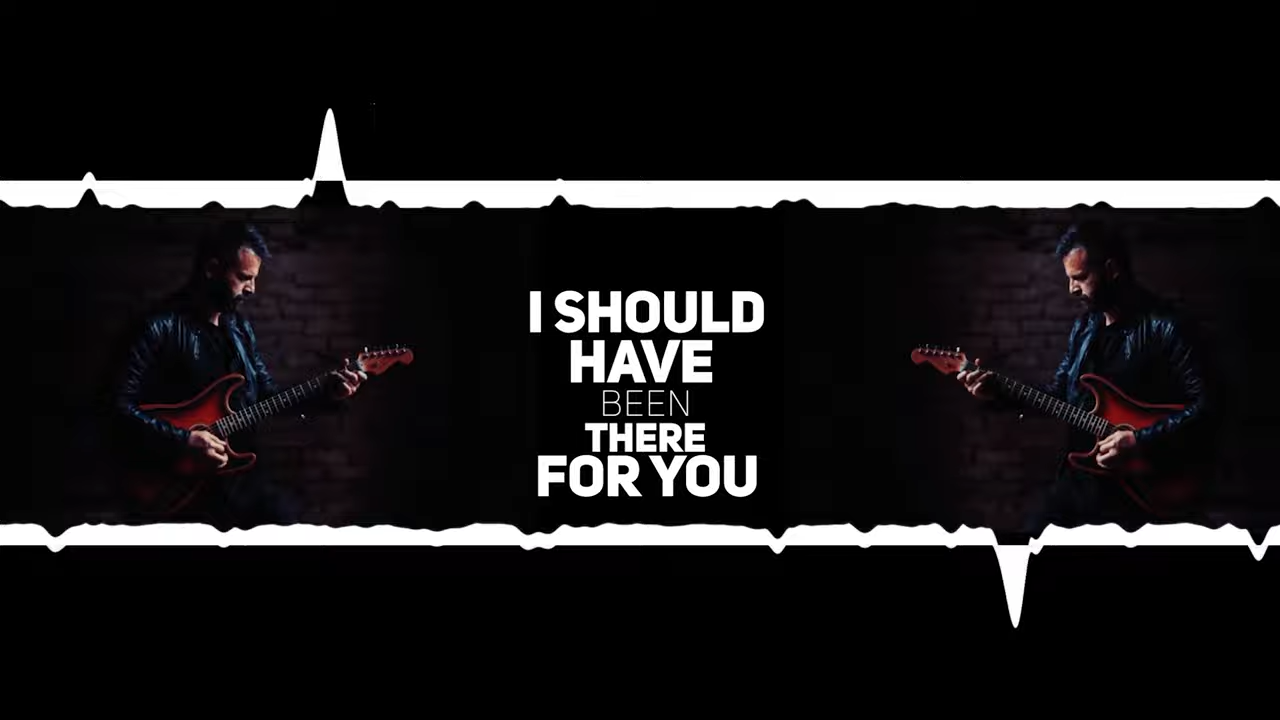 I SHOULD
HAVE
BEEN
THERE
FOR YOU